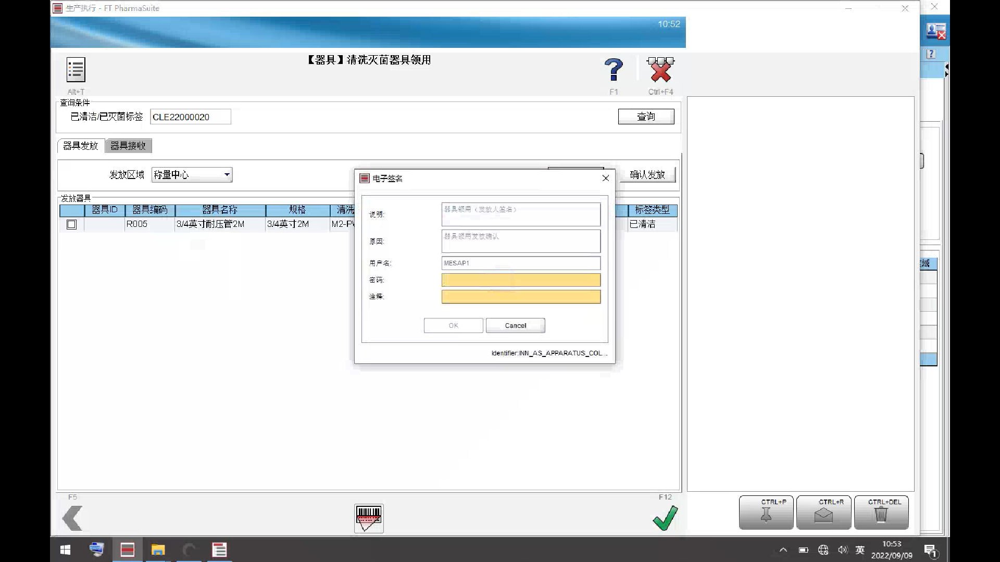 生产执行 - FT PharmaSuite
10:52
【器具】清洗灭菌器具领用
Alt+T
F1
Ctrl+F4
查询条件
已清洁/已灭菌标签 CLE22000020 查询
器具发放 器具接收
发放区域 称量中心 确认发放
发放器具
器具ID 器具编码 器具名称 规格 清洗 标签类型
R005 3/4英寸耐压管2M 3/4英寸2M M2-PV 已清洁
电子签名
说明: 器具领用（发放人签名）
原因: 器具领用发放确认
用户名: MESAP1
密码:
注释:
OK Cancel
Identifier:INN_AS_APPARATUS_COL...
域
F5
F12
CTRL+P CTRL+R CTRL+DEL
英
10:53
2022/09/09
1